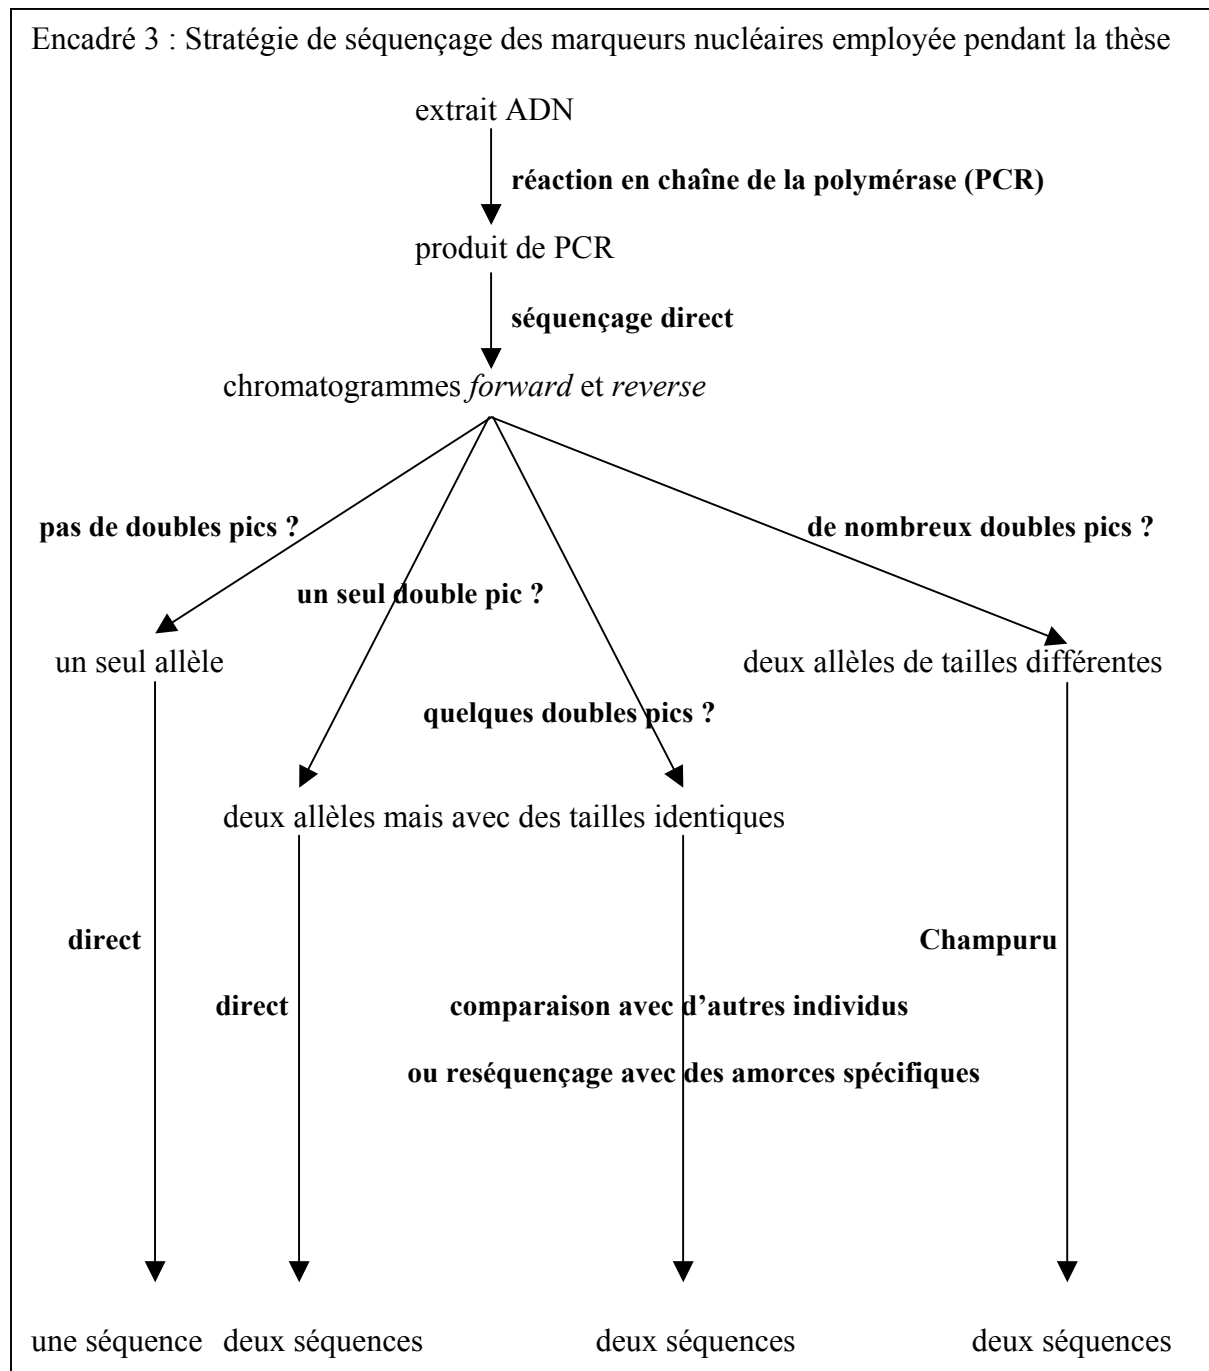 Encadré 3 : Stratégie de séquençage des marqueurs nucléaires employée pendant la thèse
extrait ADN
réaction en chaîne de la polymérase (PCR)
produit de PCR
séquençage direct
chromatogrammes forward et reverse
pas de doubles pics ?
de nombreux doubles pics ?
un seul double pic ?
un seul allèle
deux allèles de tailles différentes
quelques doubles pics ?
deux allèles mais avec des tailles identiques
direct
Champuru
direct
comparaison avec d’autres individus
ou reséquençage avec des amorces spécifiques
une séquence
deux séquences
deux séquences
deux séquences